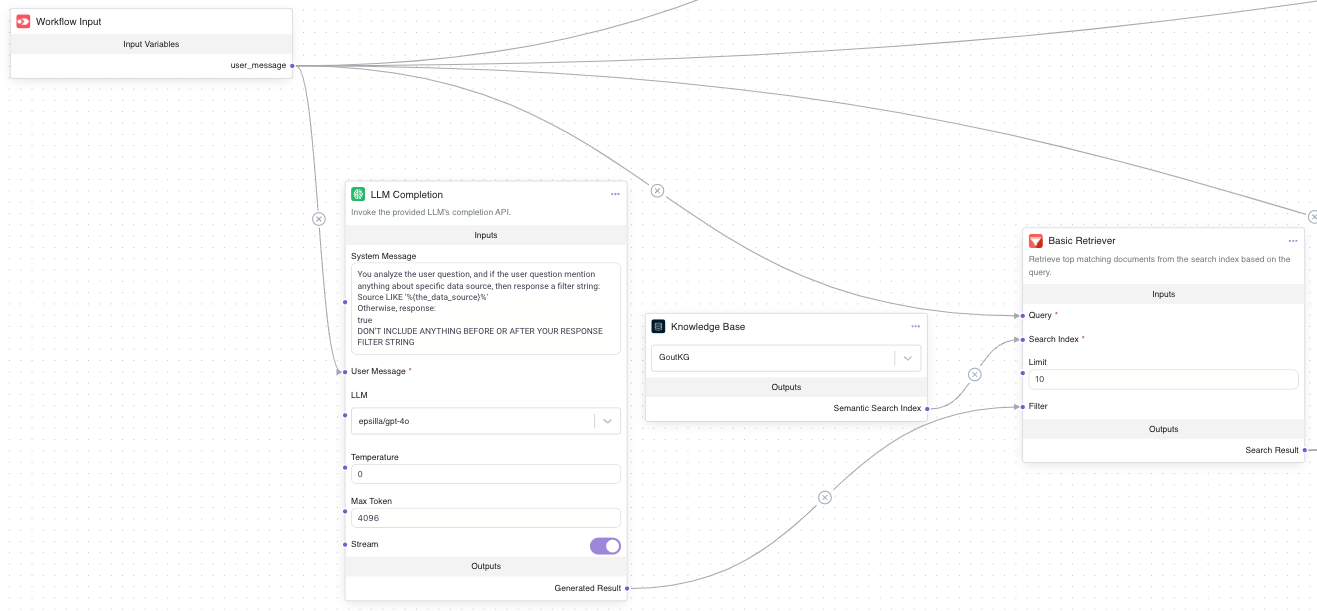 Workflow Input
Input Variables
user_message
LLM Completion
Invoke the provided LLM's completion API.
Inputs
System Message
You analyze the user question, and if the user question mention
anything about specific data source, then response a filter string:
Source LIKE '%{the_data_source}%'
Otherwise, response:
true
DON'T INCLUDE ANYTHING BEFORE OR AFTER YOUR RESPONSE
FILTER STRING
User Message *
LLM
epsilla/gpt-4o
Temperature
0
Max Token
4096
Stream
Outputs
Generated Result
Knowledge Base
GoutKG
Outputs
Semantic Search Index
Basic Retriever
Retrieve top matching documents from the search index based on the
query.
Inputs
Query *
Search Index *
Limit
10
Filter
Outputs
Search Result